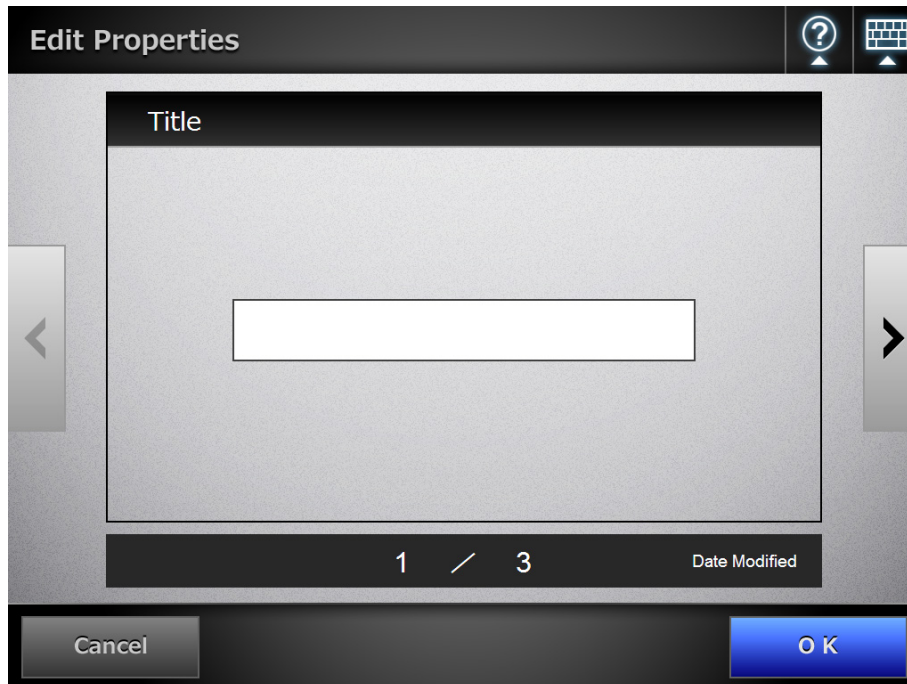 Edit Properties
?
Title
1 / 3 Date Modified
Cancel
OK